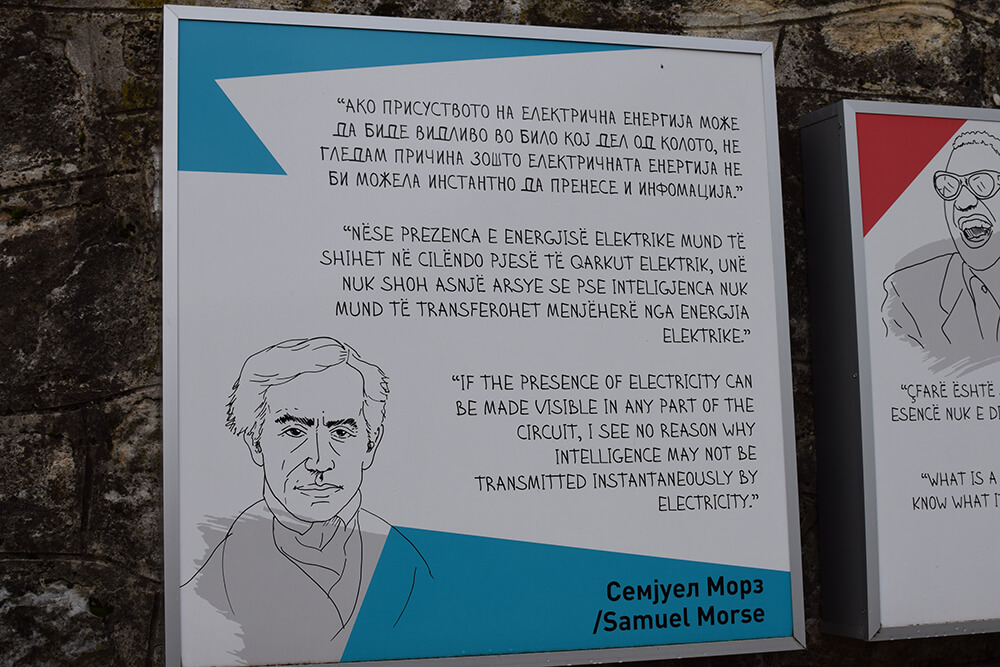 “АКО ПРИСУСТВОТО НА ЕЛЕКТРИЧНА ЕНЕРГИЈА МОЖЕ
ДА БИДЕ ВИДЛИВО ВО БИЛО КОЈ ДЕЛ ОД КОЛОТО, НЕ
ГЛЕДАМ ПРИЧИНА ЗОШТО ЕЛЕКТРИЧНАТА ЕНЕРГИЈА НЕ
БИ МОЖЕЛА ИНСТАНТНО ДА ПРЕНЕСЕ И ИНФОМАЦИЈА.”
“NËSE PREZENCA E ENERGJISË ELEKTRIKE MUND TË
SHIHET NË CILËNDO PJESË TË QARKUT ELEKTRIK, UNË
NUK SHOH ASNJË ARSYE SE PSE INTELIGJENCA NUK
MUND TË TRANSFEROHET MENJËHERË NGA ENERGJIA
ELEKTRIKE.”
“IF THE PRESENCE OF ELECTRICITY CAN
BE MADE VISIBLE IN ANY PART OF THE
CIRCUIT, I SEE NO REASON WHY
INTELLIGENCE MAY NOT BE
TRANSMITTED INSTANTANEOUSLY BY
ELECTRICITY.”
Семјуел Морз
/Samuel Morse
“ÇFARË ËSHTË
ESENCË NUK E
“WHAT IS A
KNOW WHAT